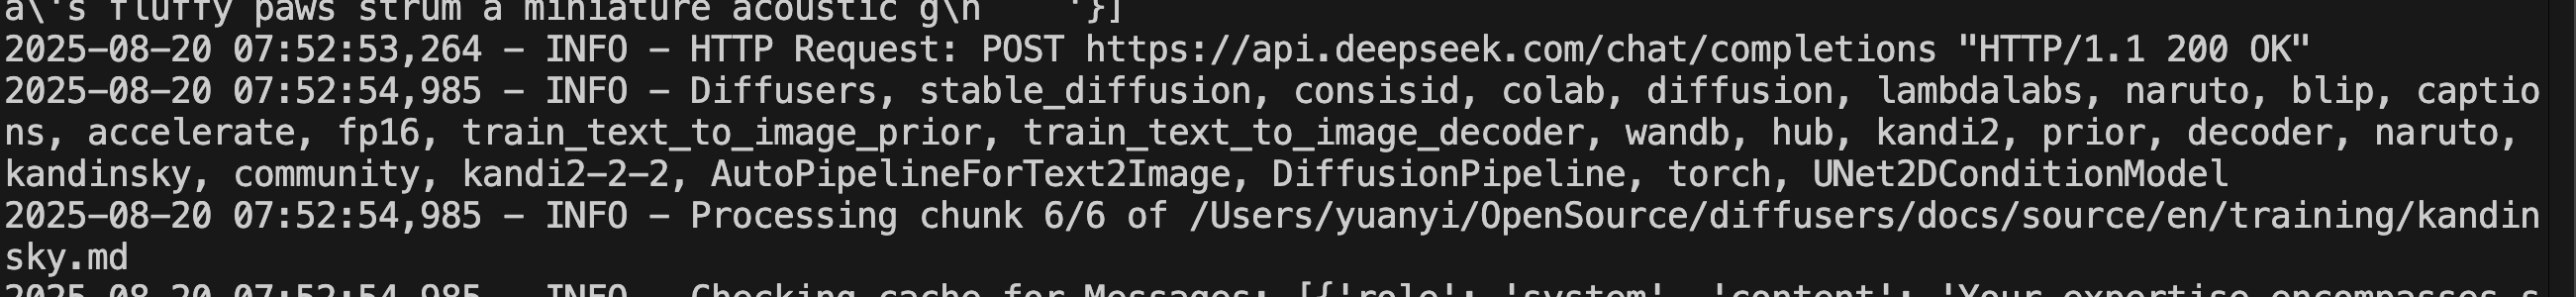 a\'s fluffy paws strum a miniature acoustic g\n    '}]
2025-08-20 07:52:53,264 - INFO - HTTP Request: POST https://api.deepseek.com/chat/completions "HTTP/1.1 200 OK"
2025-08-20 07:52:54,985 - INFO - Diffusers, stable_diffusion, consisid, colab, diffusion, lambdalabs, naruto, blip, captio
ns, accelerate, fp16, train_text_to_image_prior, train_text_to_image_decoder, wandb, hub, kandi2, prior, decoder, naruto,
kandinsky, community, kandi2-2-2, AutoPipelineForText2Image, DiffusionPipeline, torch, UNet2DConditionModel
2025-08-20 07:52:54,985 - INFO - Processing chunk 6/6 of /Users/yuanyi/OpenSource/diffusers/docs/source/en/training/kandin
sky.md
2025-08-20 07:52:54,985 - INFO - Checking cache for Messages: [{'role': 'system', 'content': 'Your expertise encompasses s